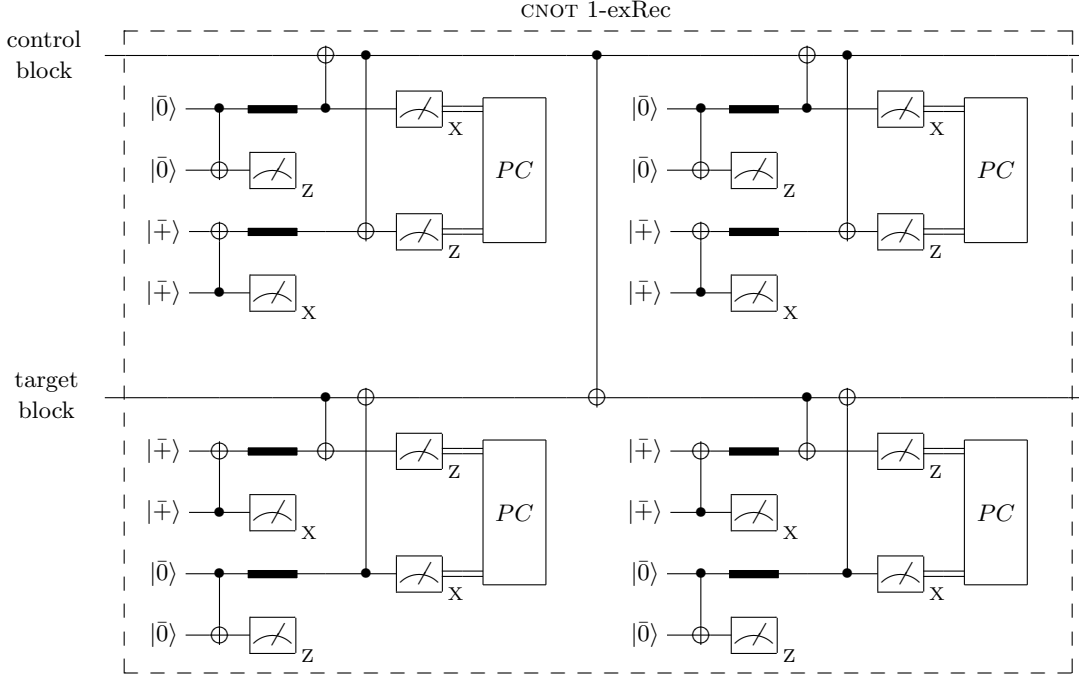 CNOT 1-exRec
control
block
|0̄⟩ X |0̄⟩ X
|0̄⟩ Z PC |0̄⟩ Z PC
|+̄⟩ Z |+̄⟩ Z
|+̄⟩ X |+̄⟩ X
target
block
|+̄⟩ Z |+̄⟩ Z
|+̄⟩ X PC |+̄⟩ X PC
|0̄⟩ X |0̄⟩ X
|0̄⟩ Z |0̄⟩ Z